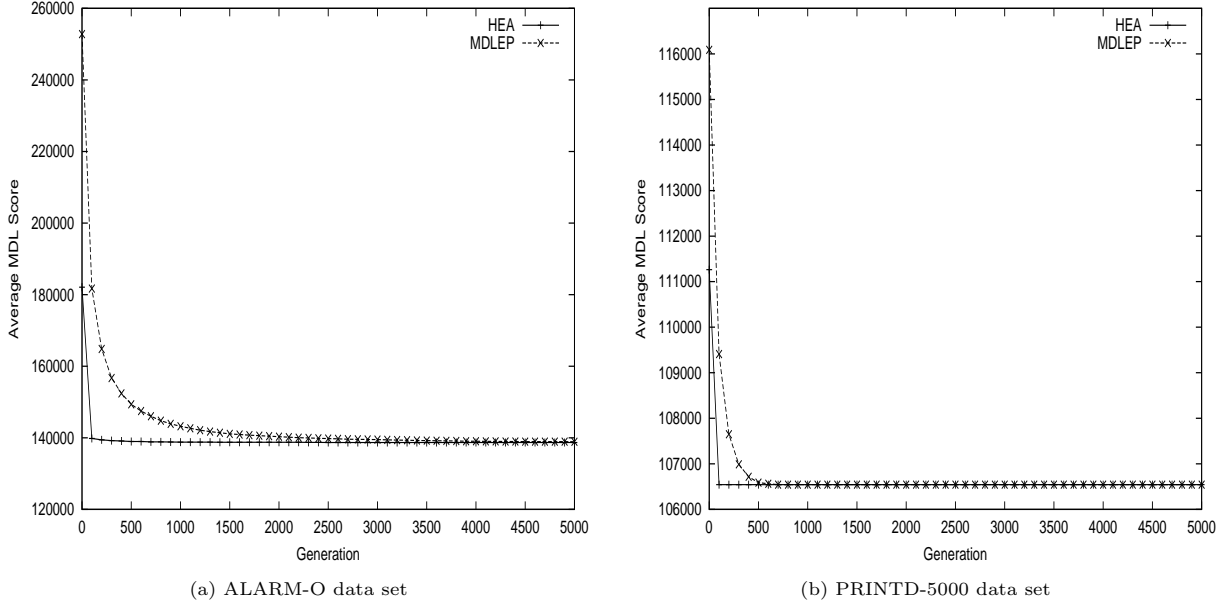 260000
240000
220000
200000
180000
160000
140000
120000
0 500 1000 1500 2000 2500 3000 3500 4000 4500 5000
Average MDL Score
Generation
HEA
MDLEP
(a) ALARM-O data set
116000
115000
114000
113000
112000
111000
110000
109000
108000
107000
106000
0 500 1000 1500 2000 2500 3000 3500 4000 4500 5000
Average MDL Score
Generation
HEA
MDLEP
(b) PRINTD-5000 data set